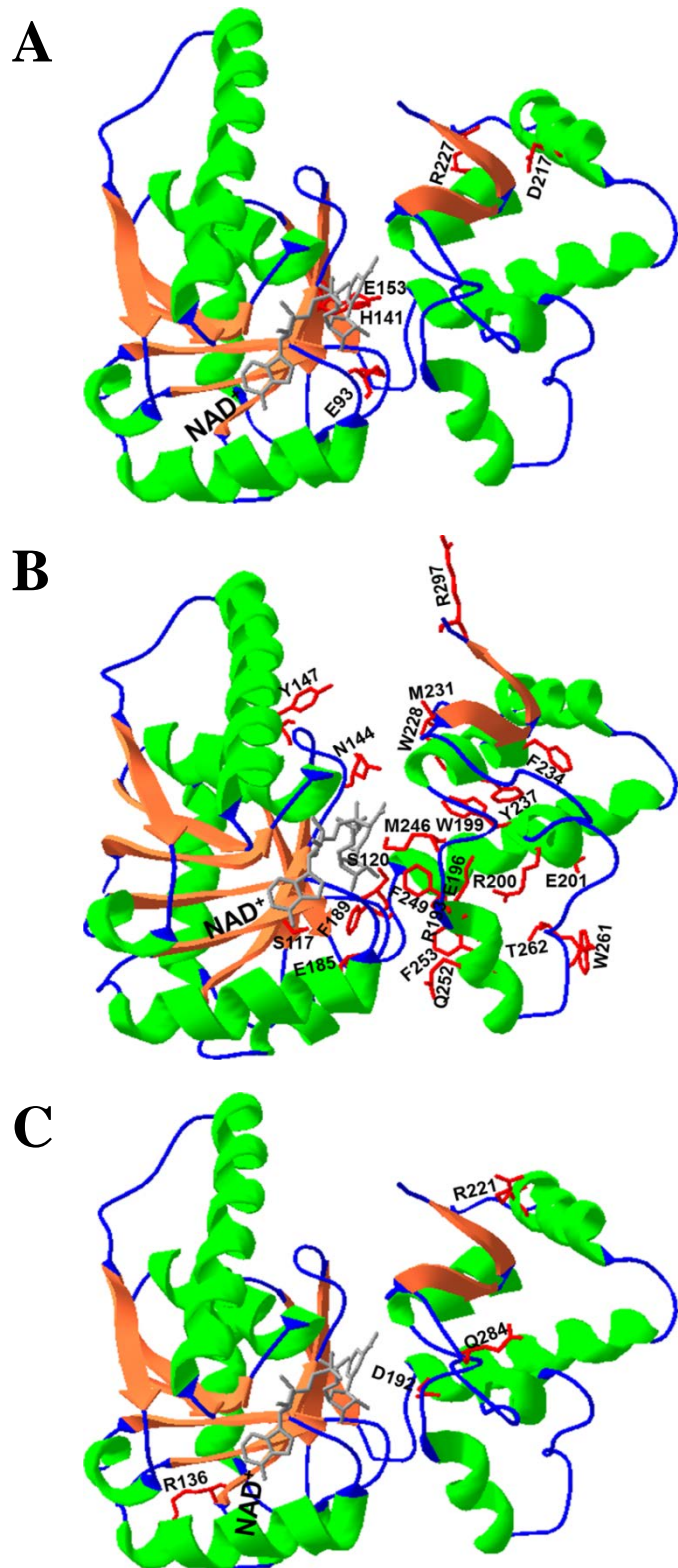 A
R227
D217
E153
H141
E93
NAD+
B
R297
Y147
M231
W228
N144
F234
Y237
M246 W199
S120
E196
R200
E201
F249
NAD+
F189
S117
E185
T262
W261
F253
Q252
C
R221
Q284
D192
R136
NAD+